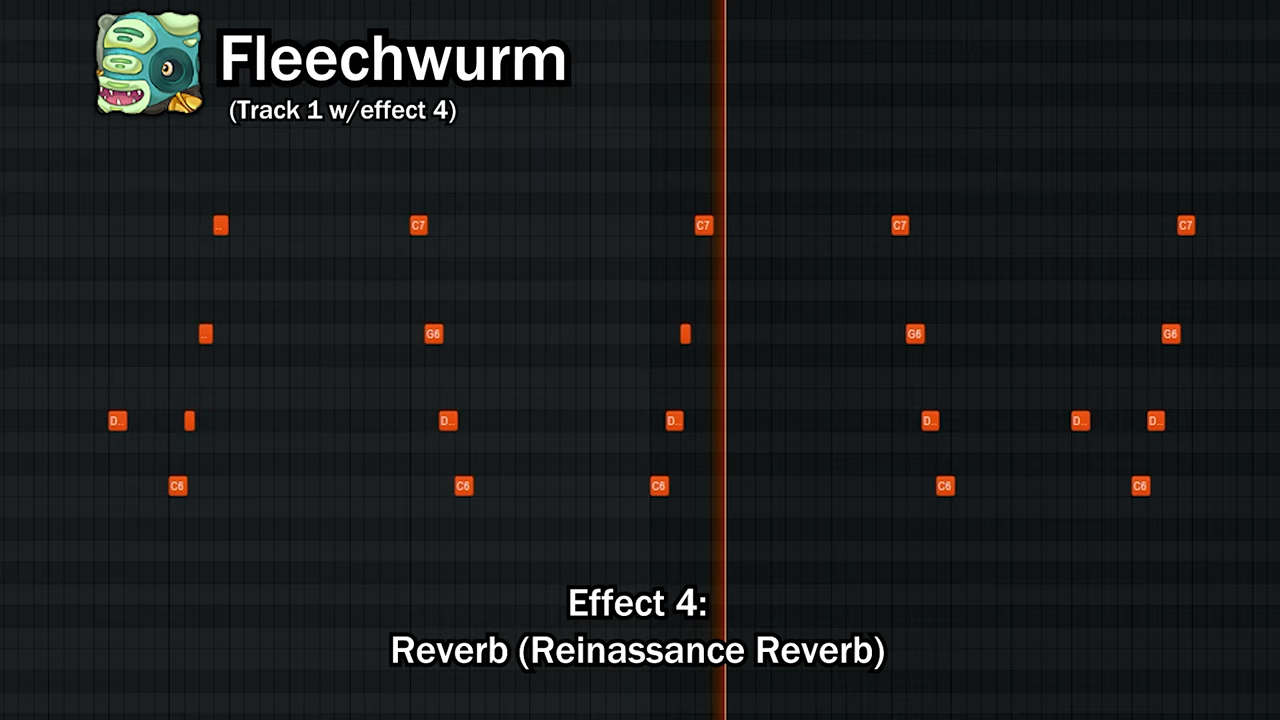 Fleechwurm
(Track 1 w/effect 4)
.. C7 C7 C7 C7
.. G6 G6 G6
D.. D.. D.. D.. D.. D..
C6 C6 C6 C6 C6
Effect 4:
Reverb (Reinassance Reverb)